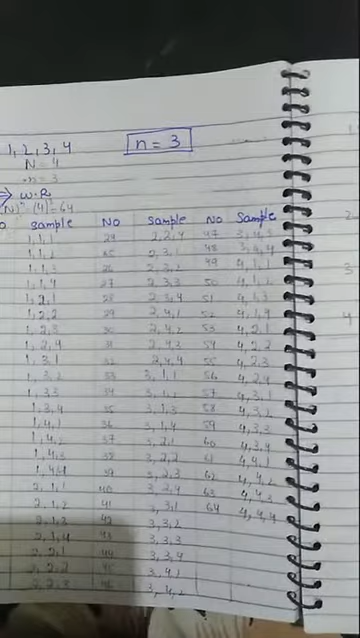 1, 2, 3, 4 n = 3
N = 4
n = 3
=> W.R
(N)ⁿ (4)³ = 64
sample No sample No sample
1,1,1 2,2,4 47 3,4,3
1,1,2 25 2,3,1 48 3,4,4
1,1,3 26 2,3,2 49 4,1,1
1,1,4 27 2,3,3 50 4,1,2
1,2,1 28 2,3,4 51 4,1,3
1,2,2 29 2,4,1 52 4,1,4
1,2,3 30 2,4,2 53 4,2,1
1,2,4 31 2,4,3 54 4,2,2
1,3,1 32 2,4,4 55 4,2,3
1,3,2 33 3,1,1 56 4,2,4
1,3,3 34 3,1,2 57 4,3,1
1,3,4 35 3,1,3 58 4,3,2
1,4,1 36 3,1,4 59 4,3,3
1,4,2 37 3,2,1 60 4,3,4
1,4,3 38 3,2,2 61 4,4,1
1,4,4 39 3,2,3 62 4,4,2
2,1,1 40 3,2,4 63 4,4,3
2,1,2 41 3,3,1 64 4,4,4
2,1,3 42 3,3,2
2,1,4 43 3,3,3
2,2,1 44 3,3,4
2,2,2 45 3,4,1
2,2,3 46 3,4,2